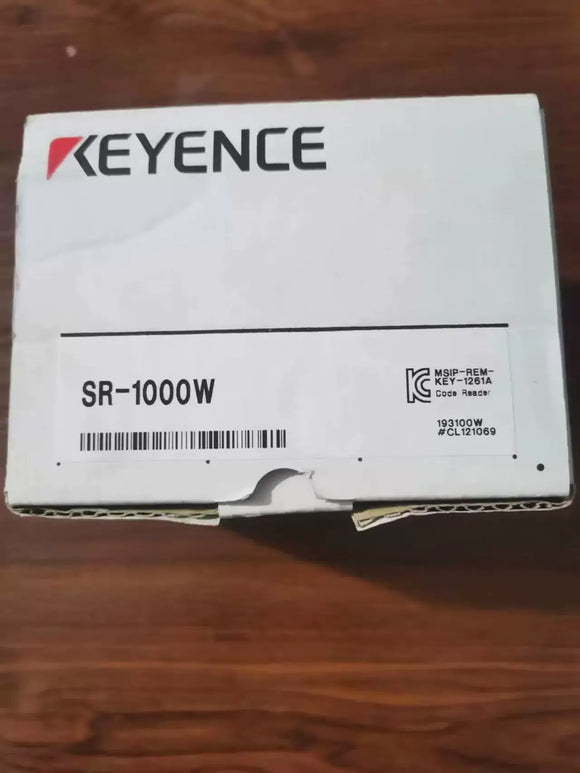 KEYENCE
SR-1000W
MSIP-REM-
KEY-1261A
Code Reader
193100W
#CL121069